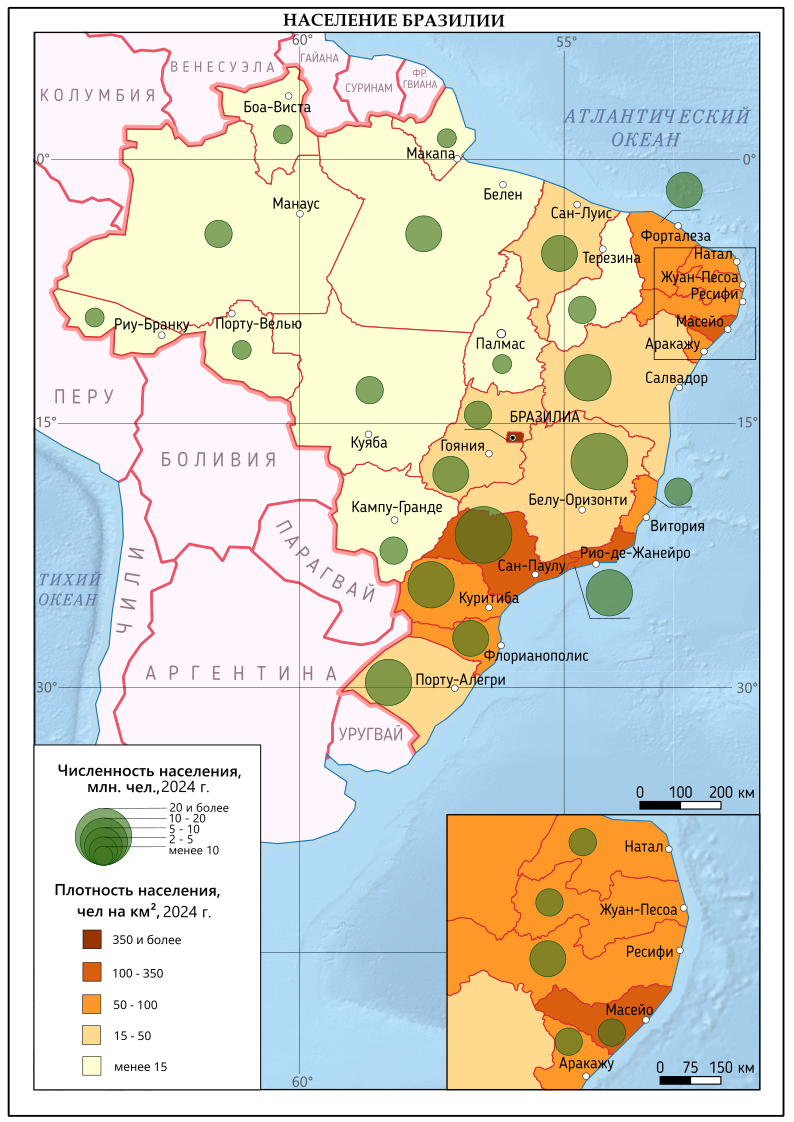 НАСЕЛЕНИЕ БРАЗИЛИИ
60°
55°
ГАЙАНА
ВЕНЕСУЭЛА
ФР.
ГВИАНА
СУРИНАМ
КОЛУМБИЯ
Боа-Виста
АТЛАНТИЧЕСКИЙ
ОКЕАН
0°
Макапа
0°
Белен
Манаус
Сан-Луис
Форталеза
Терезина
Натал
Жуан-Песоа
Ресифи
Риу-Бранку
Порту-Велью
Масейо
Палмас
Аракажу
Салвадор
ПЕРУ
15°
БРАЗИЛИА
15°
Куяба
Гояния
БОЛИВИЯ
Белу-Оризонти
Кампу-Гранде
Витория
ПАРАГВАЙ
Рио-де-Жанейро
Сан-Паулу
ТИХИЙ
ОКЕАН
ЧИЛИ
Куритиба
Флорианополис
АРГЕНТИНА
Порту-Алегри
30°
30°
УРУГВАЙ
Численность населения,
млн. чел.,2024 г.
20 и более
10 - 20
5 - 10
2 - 5
менее 10
0 100 200 км
Плотность населения,
чел на км², 2024 г.
350 и более
100 - 350
50 - 100
15 - 50
менее 15
Натал
Жуан-Песоа
Ресифи
Масейо
Аракажу
0 75 150 км
60°